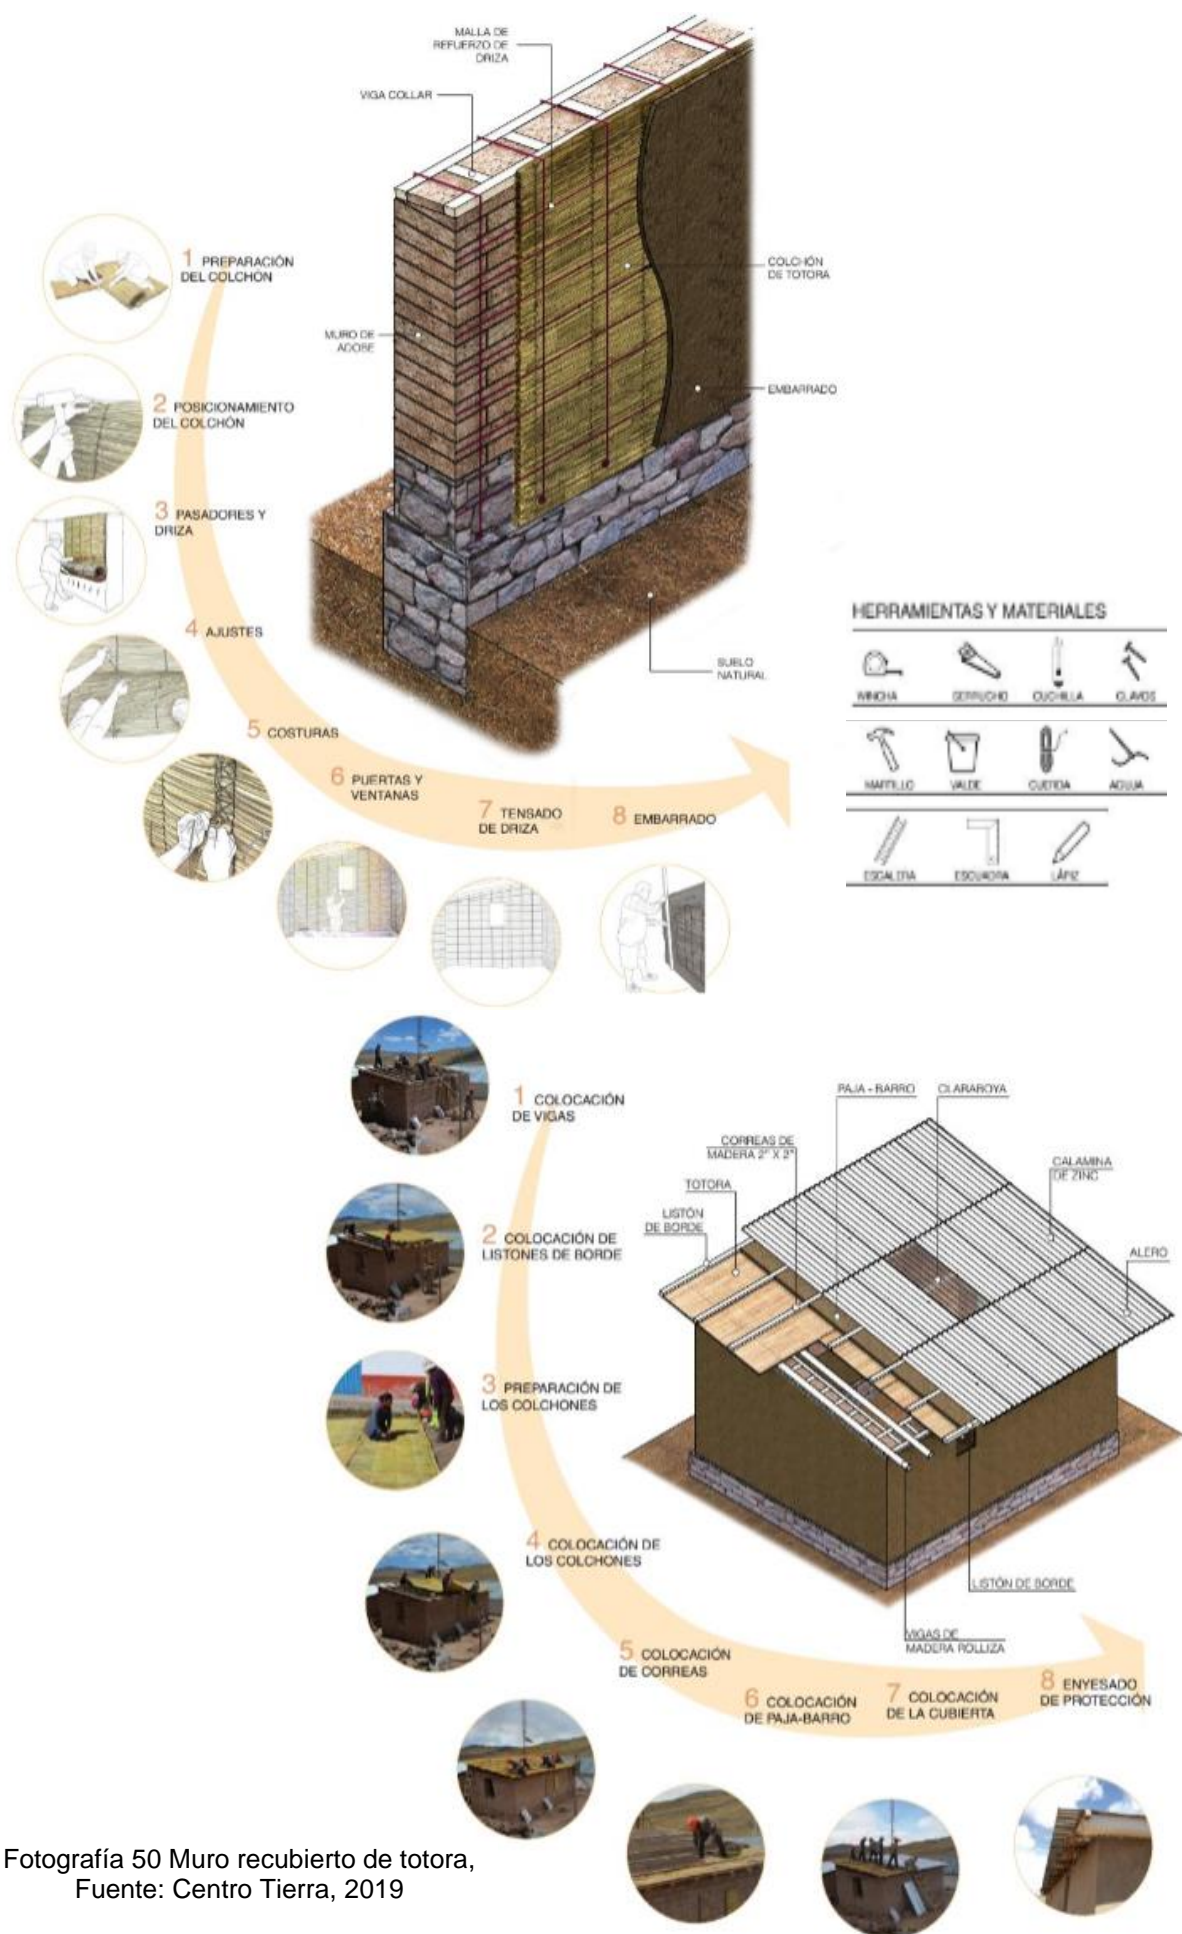 MALLA DE
REFUERZO DE
DRIZA
VIGA COLLAR
COLCHÓN
DE TOTORA
MURO DE
ADOBE
EMBARRADO
SUELO
NATURAL
1 PREPARACIÓN
DEL COLCHÓN
2 POSICIONAMIENTO
DEL COLCHÓN
3 PASADORES Y
DRIZA
4 AJUSTES
5 COSTURAS
6 PUERTAS Y
VENTANAS
7 TENSADO
DE DRIZA
8 EMBARRADO
HERRAMIENTAS Y MATERIALES
WINCHA SERRUCHO CUCHILLA CLAVOS
MARTILLO VALDE CUERDA AGUJA
ESCALERA ESCUADRA LÁPIZ
1 COLOCACIÓN
DE VIGAS
2 COLOCACIÓN DE
LISTONES DE BORDE
3 PREPARACIÓN DE
LOS COLCHONES
4 COLOCACIÓN DE
LOS COLCHONES
5 COLOCACIÓN
DE CORREAS
6 COLOCACIÓN
DE PAJA-BARRO
7 COLOCACIÓN
DE LA CUBIERTA
8 ENYESADO
DE PROTECCIÓN
PAJA - BARRO
CLARABOYA
CORREAS DE
MADERA 2" X 2"
CALAMINA
DE ZINC
TOTORA
LISTÓN
DE BORDE
ALERO
LISTÓN DE BORDE
VIGAS DE
MADERA ROLLIZA
Fotografía 50 Muro recubierto de totora,
Fuente: Centro Tierra, 2019